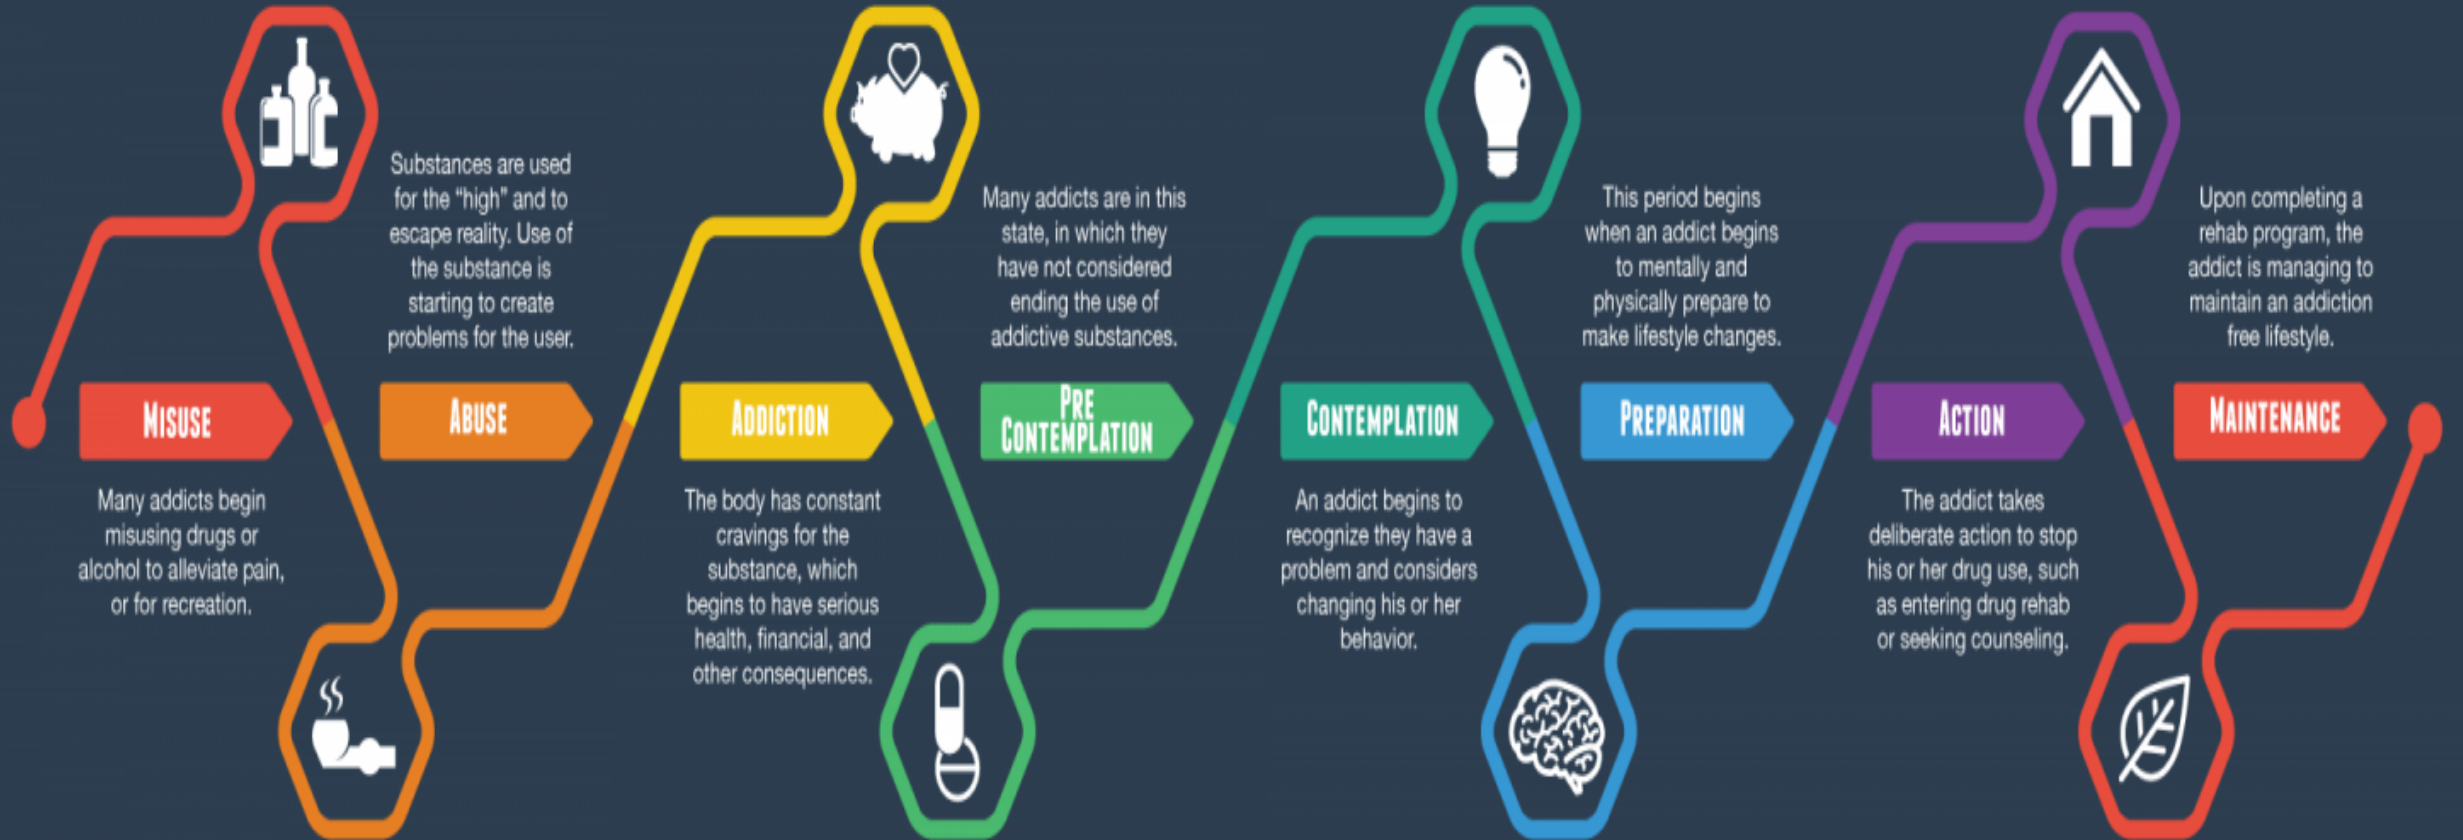 MISUSE
Many addicts begin
misusing drugs or
alcohol to alleviate pain,
or for recreation.
Substances are used
for the “high” and to
escape reality. Use of
the substance is
starting to create
problems for the user.
ABUSE
ADDICTION
The body has constant
cravings for the
substance, which
begins to have serious
health, financial, and
other consequences.
Many addicts are in this
state, in which they
have not considered
ending the use of
addictive substances.
PRE
CONTEMPLATION
CONTEMPLATION
An addict begins to
recognize they have a
problem and considers
changing his or her
behavior.
This period begins
when an addict begins
to mentally and
physically prepare to
make lifestyle changes.
PREPARATION
ACTION
The addict takes
deliberate action to stop
his or her drug use, such
as entering drug rehab
or seeking counseling.
Upon completing a
rehab program, the
addict is managing to
maintain an addiction
free lifestyle.
MAINTENANCE